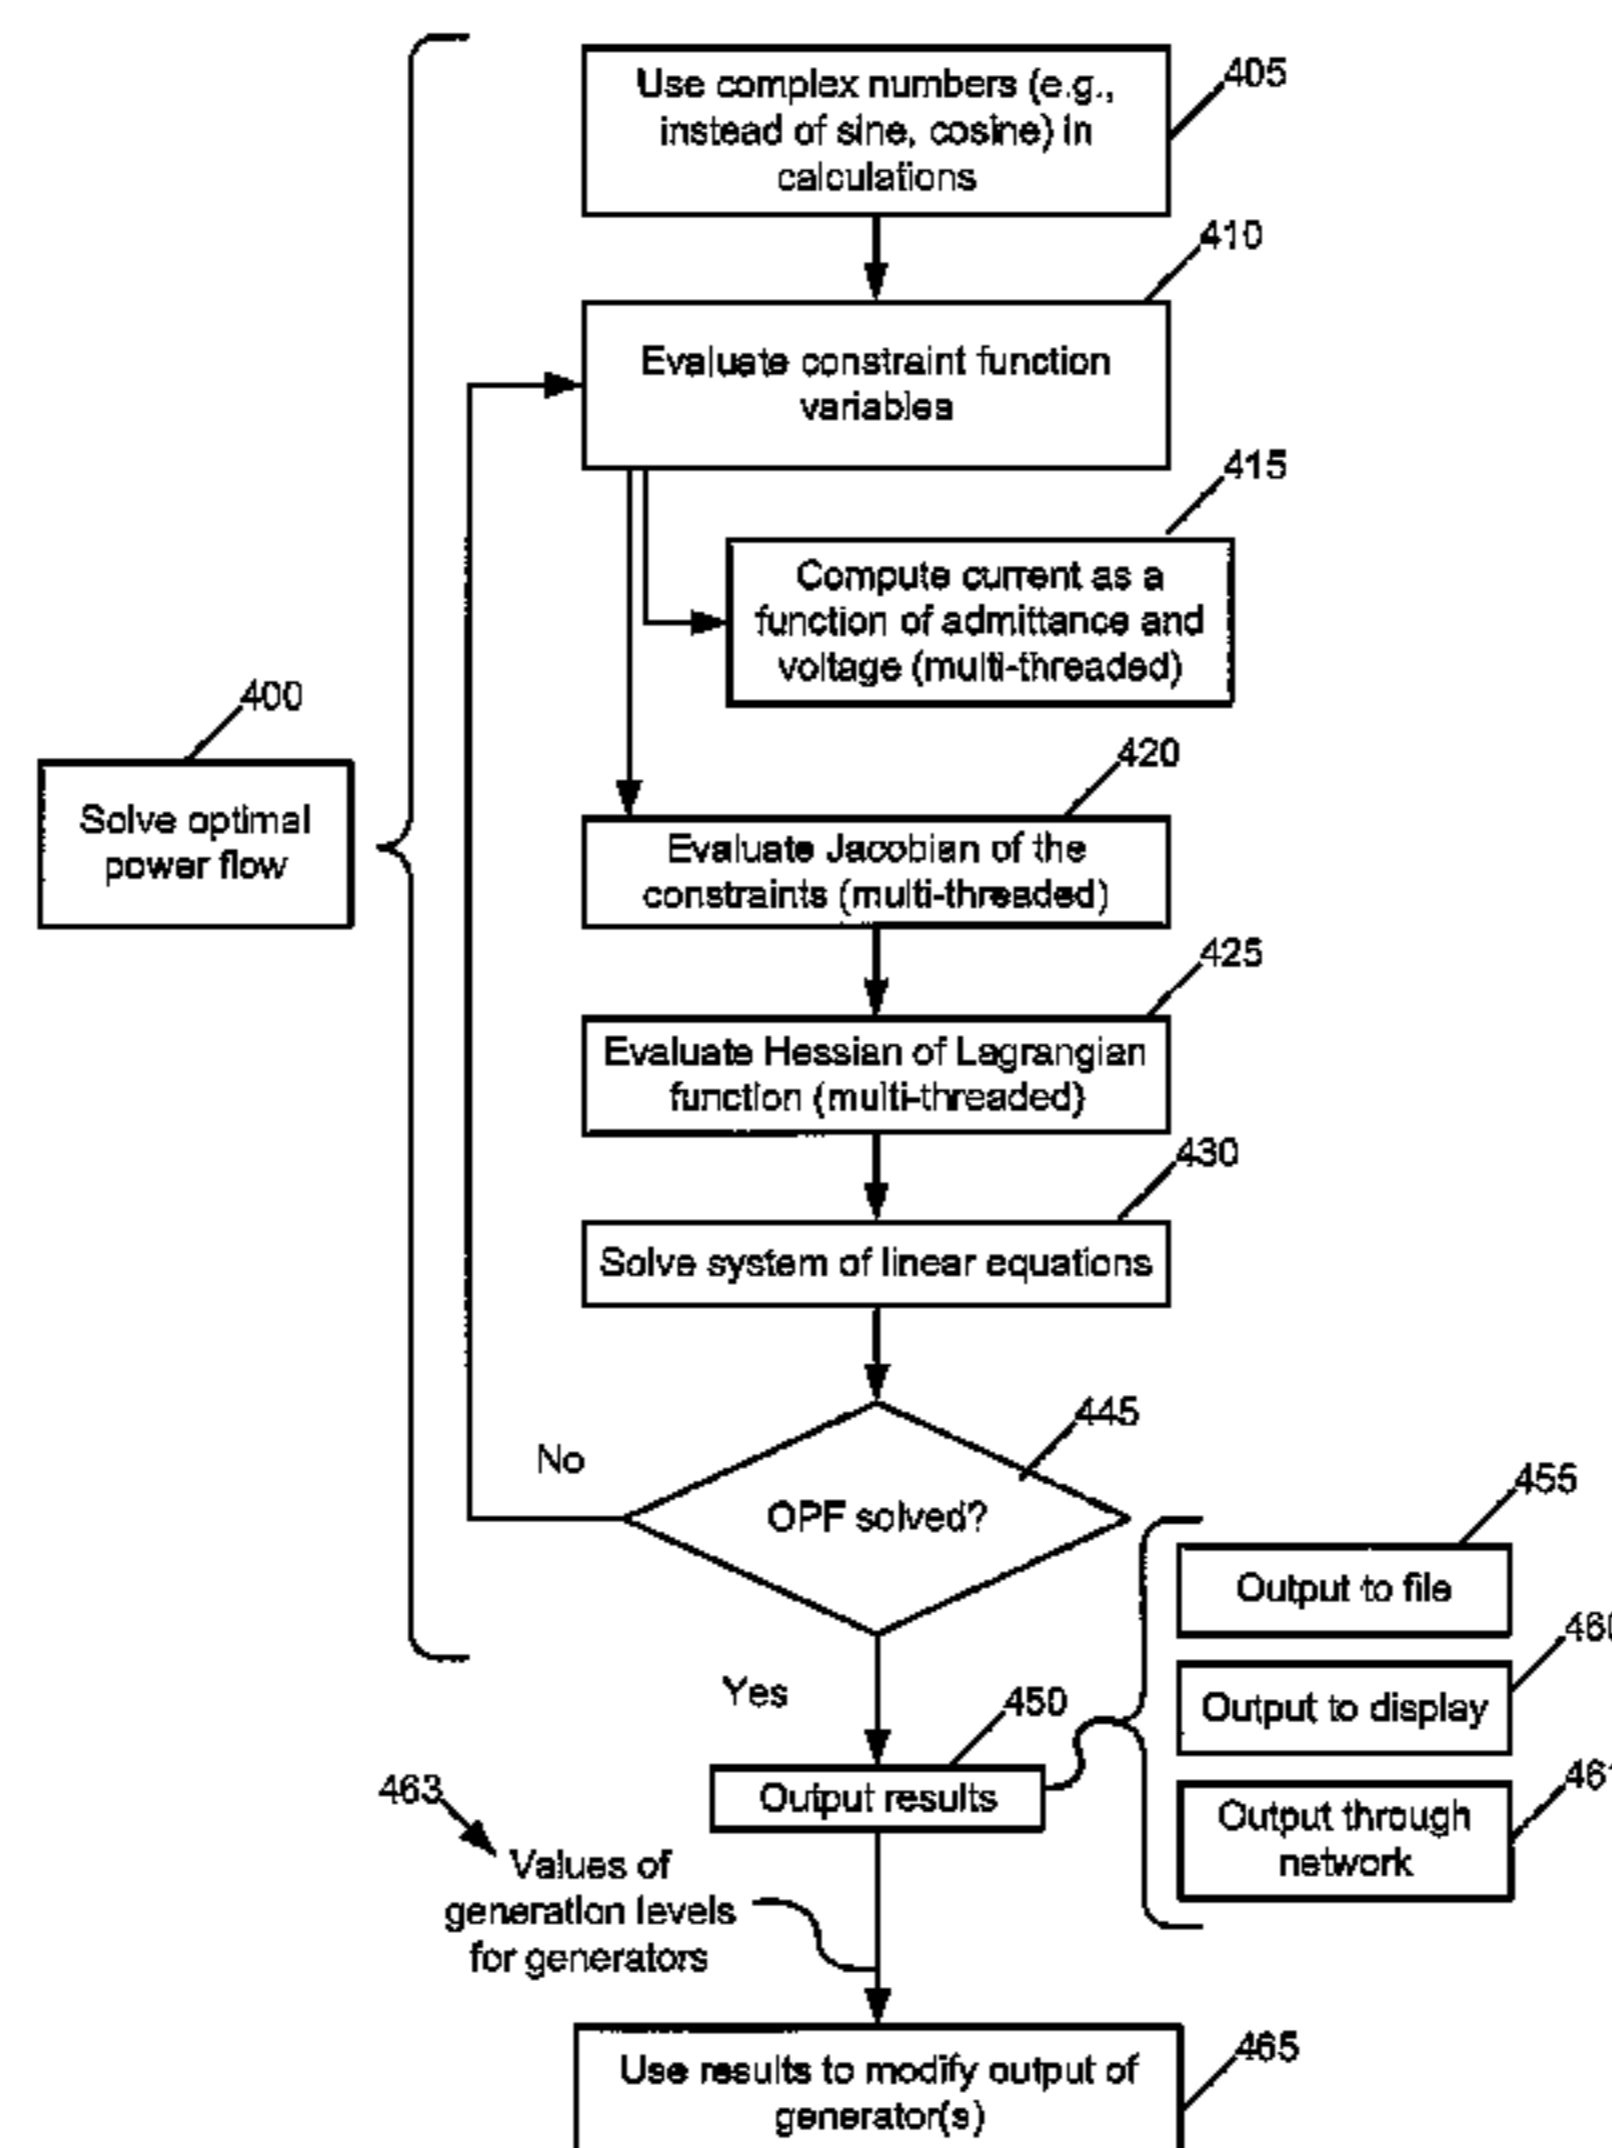 405
Use complex numbers (e.g.,
instead of sine, cosine) in
calculations
410
Evaluate constraint function
variables
415
Compute current as a
function of admittance and
voltage (multi-threaded)
400
Solve optimal
power flow
420
Evaluate Jacobian of the
constraints (multi-threaded)
425
Evaluate Hessian of Lagrangian
function (multi-threaded)
430
Solve system of linear equations
445
No
OPF solved?
455
Output to file
460
Output to display
Yes
450
Output results
461
Output through
network
463
Values of
generation levels
for generators
465
Use results to modify output of
generator(s)